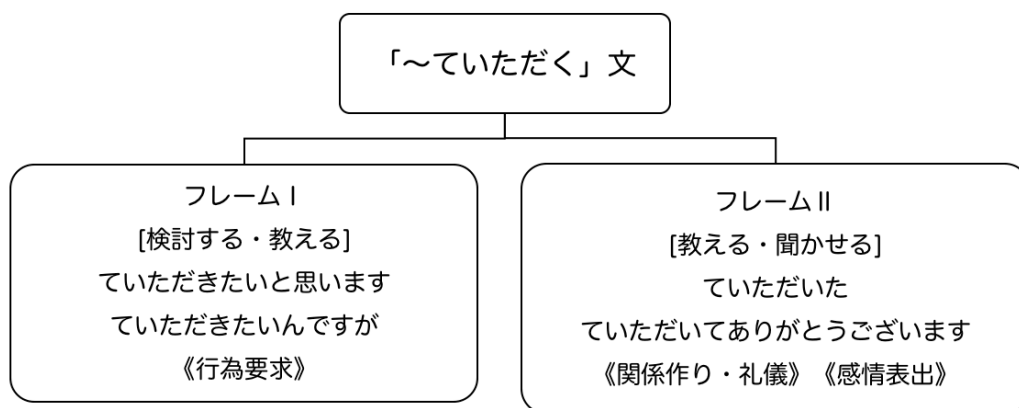 「～ていただく」文
フレームⅠ
[検討する・教える]
ていただきたいと思います
ていただきたいんですが
《行為要求》
フレームⅡ
[教える・聞かせる]
ていただいた
ていただいてありがとうございます
《関係作り・礼儀》《感情表出》